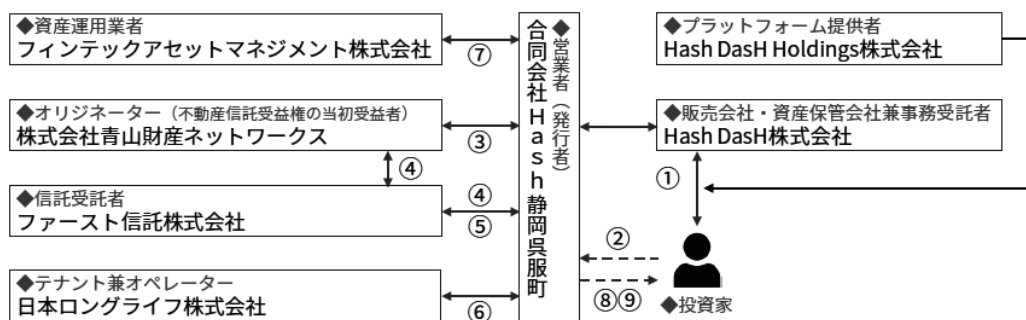 ◆資産運用業者
フィンテックアセットマネジメント株式会社
⑦
◆オリジネーター（不動産信託受益権の当初受益者）
株式会社青山財産ネットワークス
③
④
◆信託受託者
ファースト信託株式会社
④
⑤
◆テナント兼オペレーター
日本ロングライフ株式会社
⑥
◆営業者（発行者）
合同会社Hash静岡呉服町
◆プラットフォーム提供者
Hash DasH Holdings株式会社
◆販売会社・資産保管会社兼事務受託者
Hash DasH株式会社
①
②
⑧⑨
◆投資家